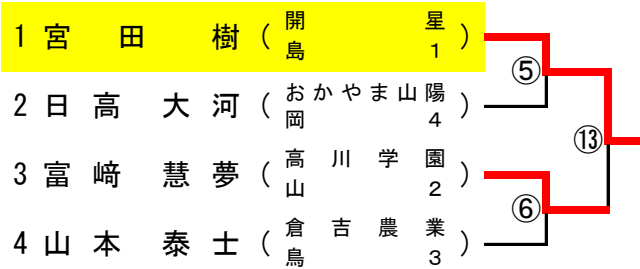 1 宮田 樹 ( 開星 島1 )
⑤
2 日高 大河 ( おかやま山陽 岡4 )
⑬
3 富﨑 慧夢 ( 高川学園 山2 )
⑥
4 山本 泰士 ( 倉吉農業 鳥3 )